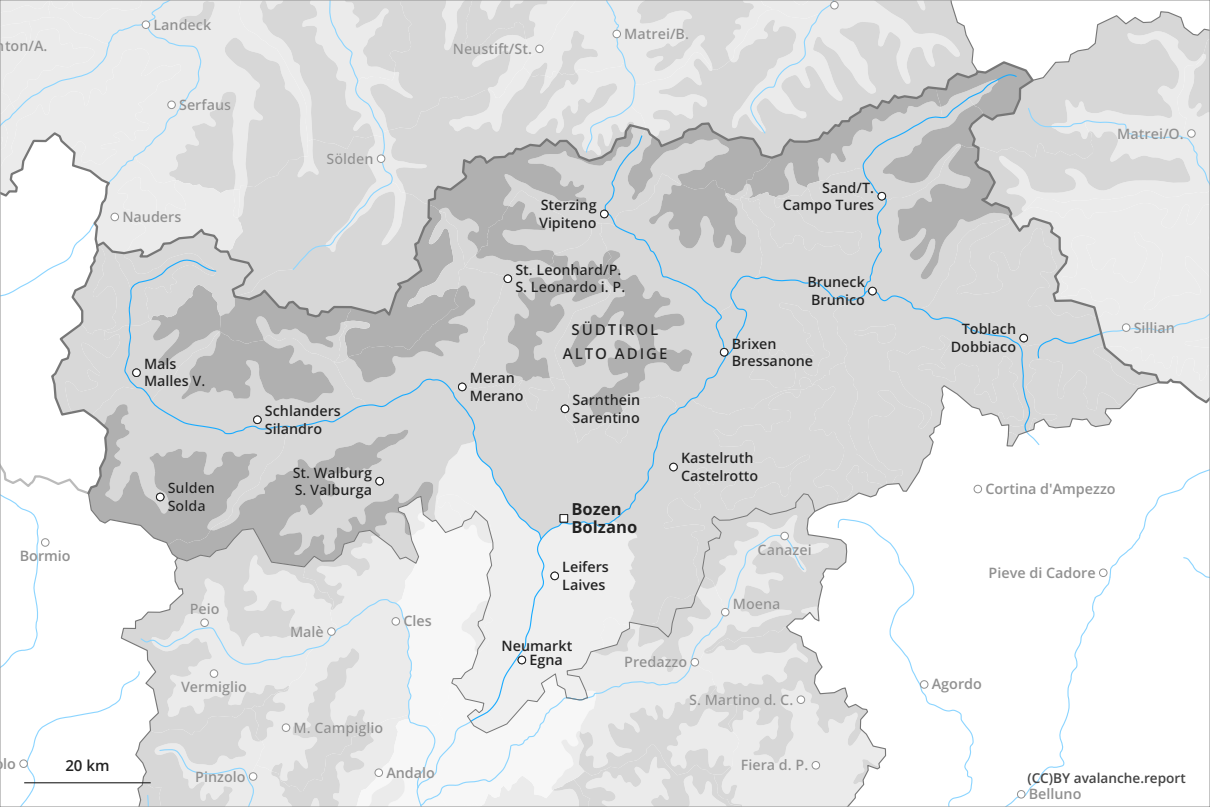 Landeck
nton/A.
Neustift/St.
Matrei/B.
Serfaus
Matrei/O.
Sölden
Nauders
Sand/T.
Campo Tures
Sterzing
Vipiteno
St. Leonhard/P.
S. Leonardo i. P.
Bruneck
Brunico
SÜDTIROL
ALTO ADIGE
Toblach
Dobbiaco
Sillian
Brixen
Bressanone
Mals
Malles V.
Meran
Merano
Sarnthein
Sarentino
Schlanders
Silandro
Kastelruth
Castelrotto
St. Walburg
S. Valburga
Sulden
Solda
Cortina d'Ampezzo
Bozen
Bolzano
Bormio
Canazei
Leifers
Laives
Pieve di Cadore
Peio
Malè
Cles
Moena
Neumarkt
Egna
Predazzo
Vermiglio
Agordo
S. Martino d. C.
M. Campiglio
olo
20 km
Pinzolo
Andalo
Fiera d. P.
(CC)BY avalanche.report
Belluno